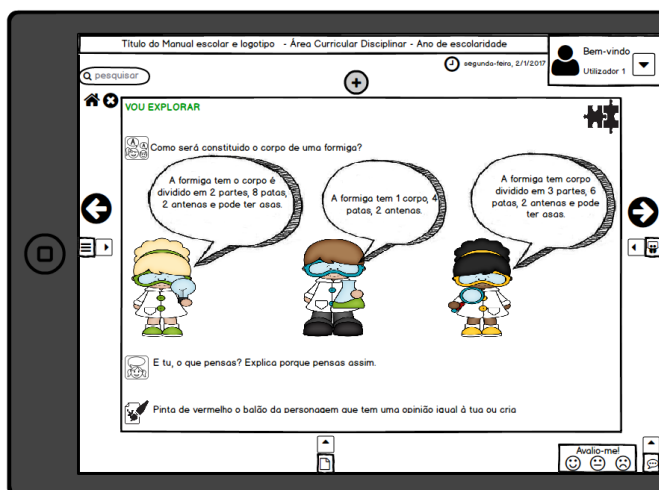 Título do Manual escolar e logotipo - Área Curricular Disciplinar - Ano de escolaridade
segunda-feira, 2/1/2017
Bem-vindo
Utilizador 1
pesquisar
VOU EXPLORAR
Como será constituido o corpo de uma formiga?
A formiga tem o corpo é
dividido em 2 partes, 8 patas,
2 antenas e pode ter asas.
A formiga tem 1 corpo, 4
patas, 2 antenas.
A formiga tem corpo
dividido em 3 partes, 6
patas, 2 antenas e pode
ter asas.
E tu, o que pensas? Explica porque pensas assim.
Pinta de vermelho o balão da personagem que tem uma opinião igual à tua ou cria
Avalio-me!